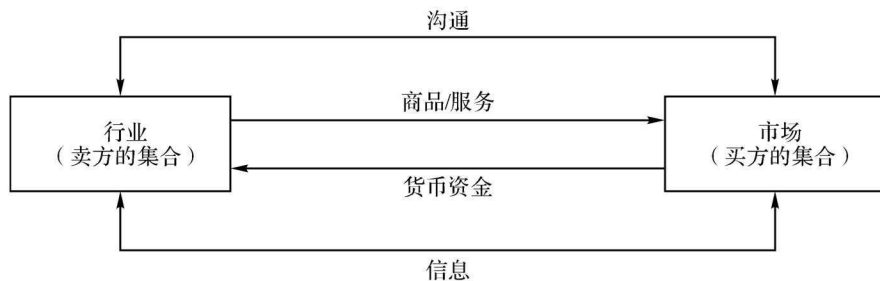 沟通
商品/服务
行业
（卖方的集合）
市场
（买方的集合）
货币资金
信息